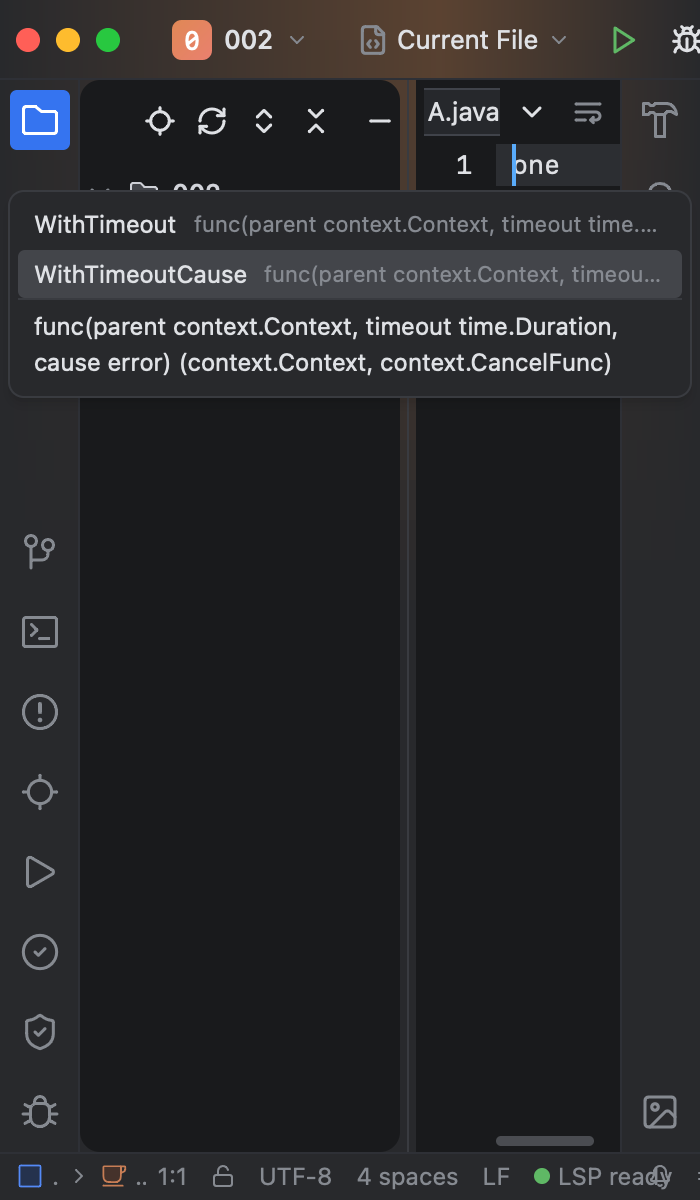 0 002 Current File
A.java
1 one
002
WithTimeout func(parent context.Context, timeout time....
WithTimeoutCause func(parent context.Context, timeou...
func(parent context.Context, timeout time.Duration,
cause error) (context.Context, context.CancelFunc)
. > .. 1:1 UTF-8 4 spaces LF LSP ready